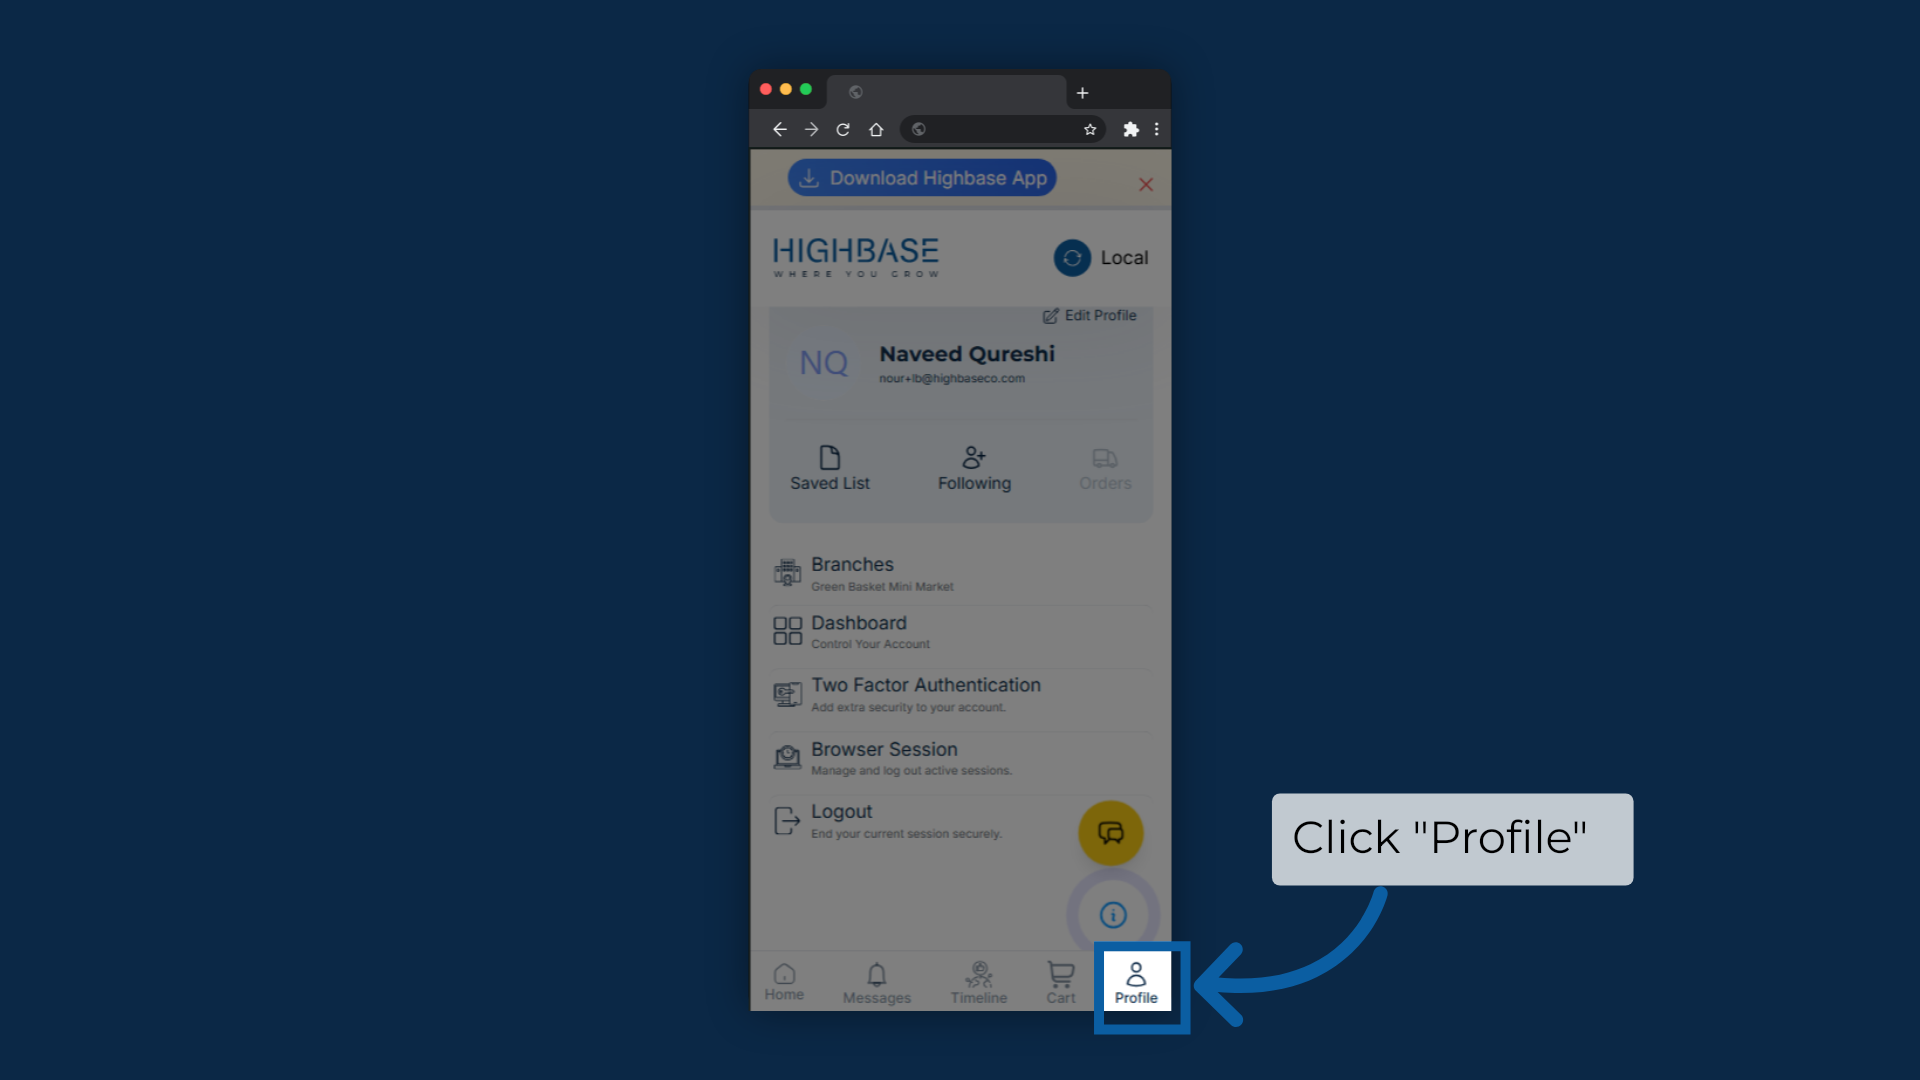 Download Highbase App
HIGHBASE
WHERE YOU GROW
Local
Edit Profile
NQ
Naveed Qureshi
nour+lb@highbaseco.com
Saved List
Following
Orders
Branches
Green Basket Mini Market
Dashboard
Control Your Account
Two Factor Authentication
Add extra security to your account.
Browser Session
Manage and log out active sessions.
Logout
End your current session securely.
Click "Profile"
Home
Messages
Timeline
Cart
Profile